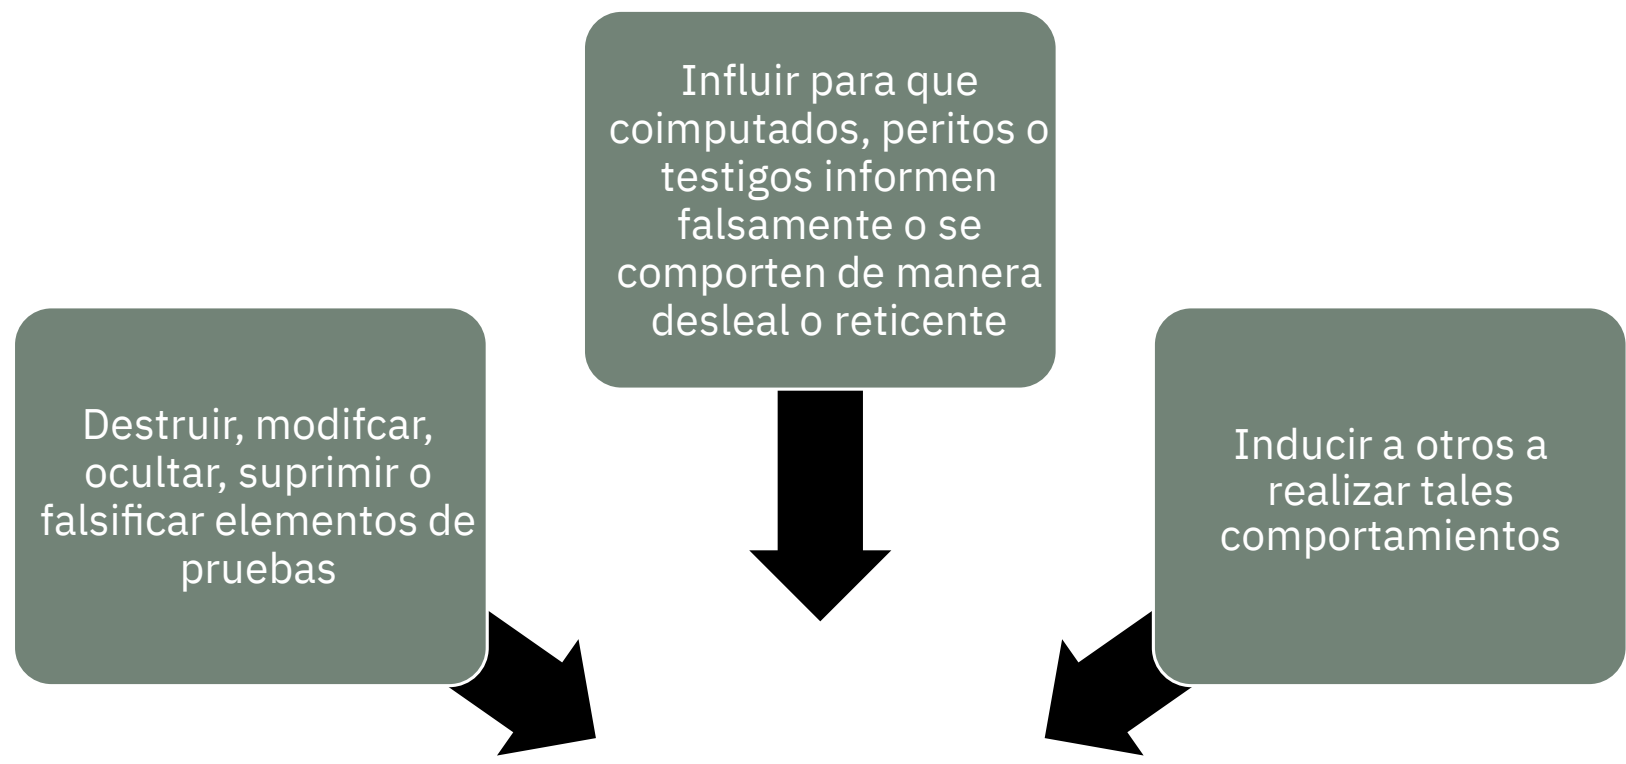 Influir para que
coimputados, peritos o
testigos informen
falsamente o se
comporten de manera
desleal o reticente
Destruir, modifcar,
ocultar, suprimir o
falsificar elementos de
pruebas
Inducir a otros a
realizar tales
comportamientos